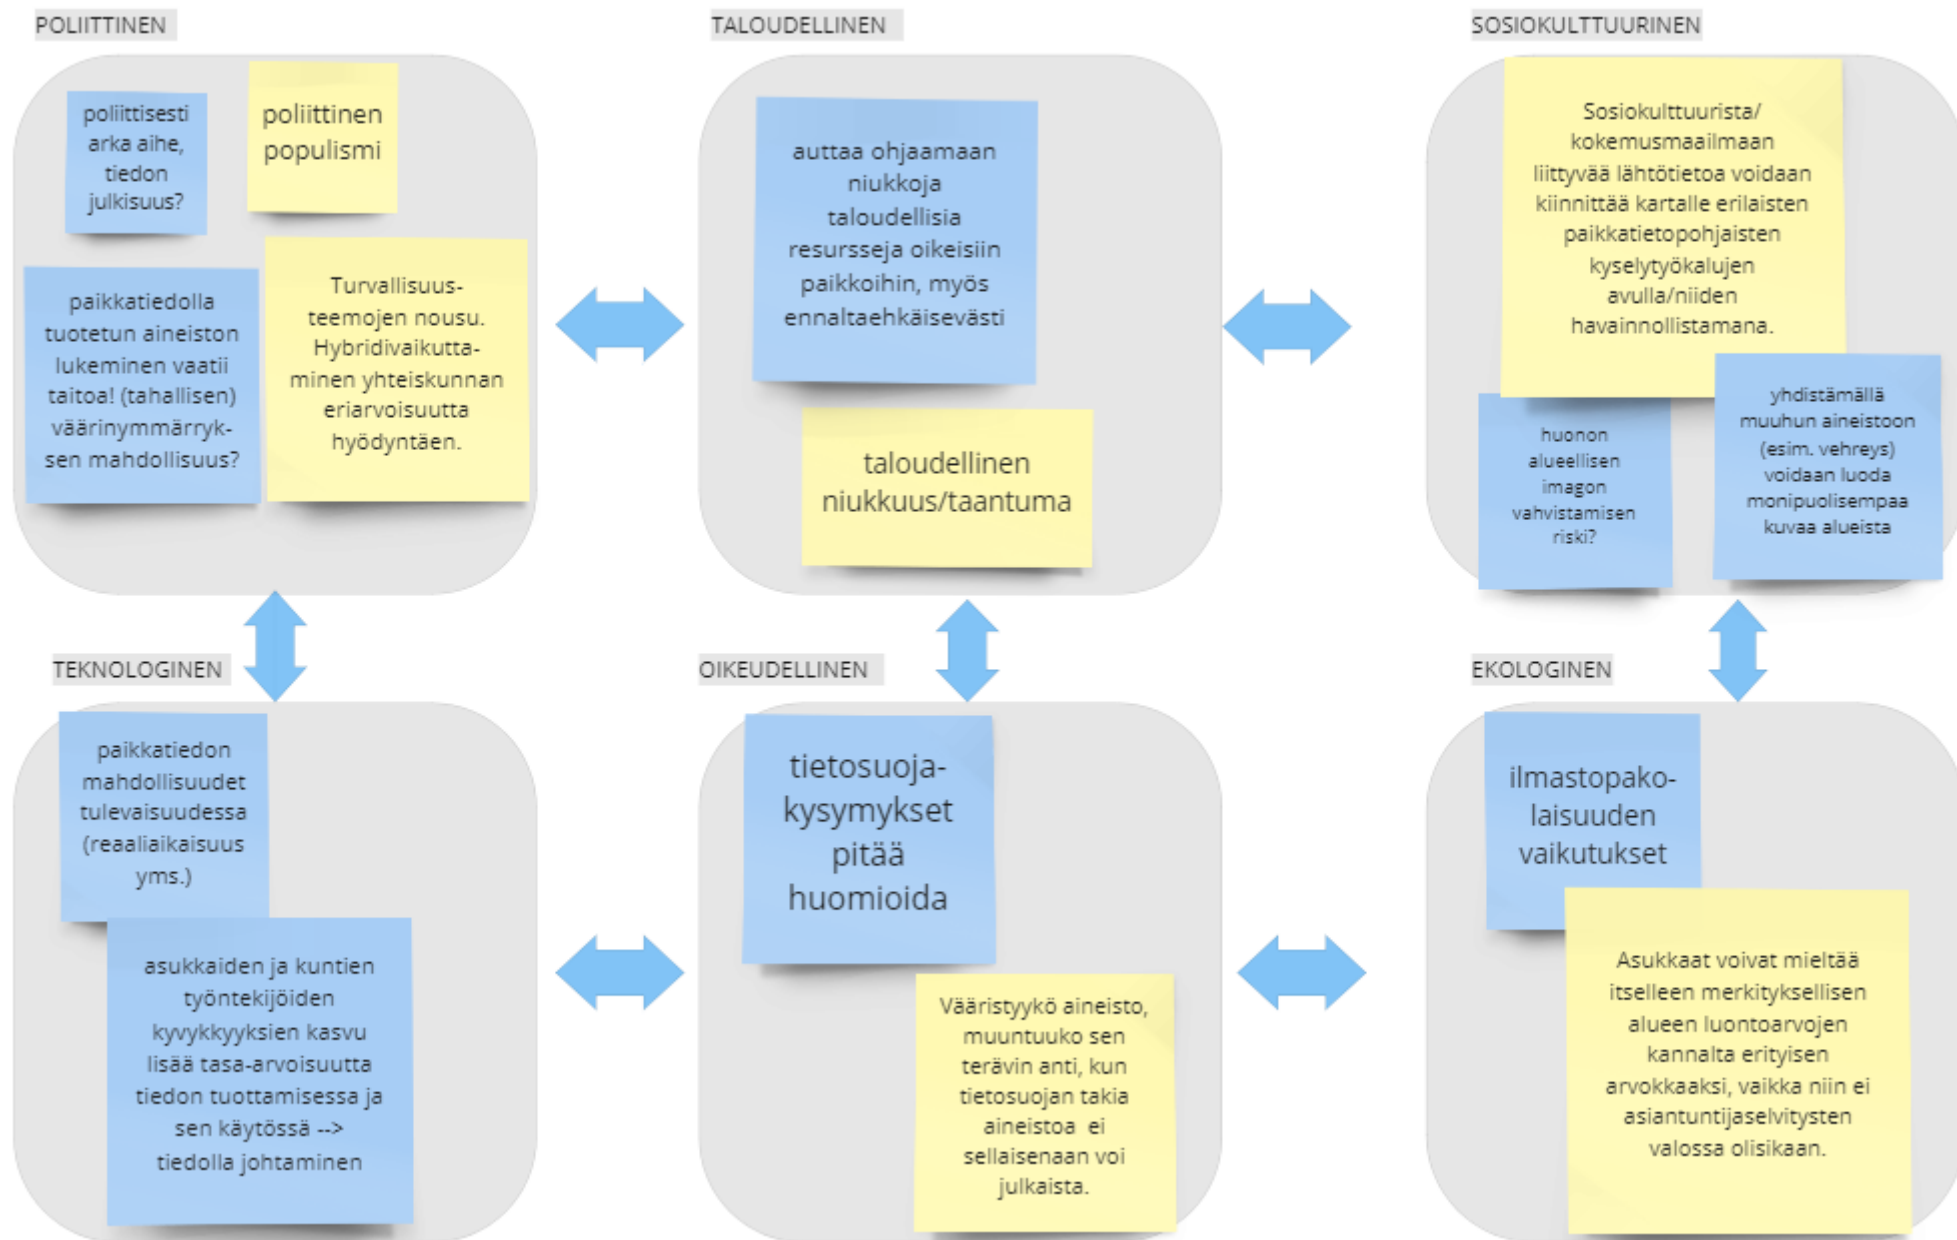 POLIITTINEN
poliittisesti
arka aihe,
tiedon
julkisuus?
poliittinen
populismi
paikkatiedolla
tuotetun aineiston
lukeminen vaatii
taitoa! (tahallisen)
väärinymmärryk-
sen mahdollisuus?
Turvallisuus-
teemojen nousu.
Hybridivaikutta-
minen yhteiskunnan
eriarvoisuutta
hyödyntäen.
TALOUDELLINEN
auttaa ohjaamaan
niukkoja
taloudellisia
resursseja oikeisiin
paikkoihin, myös
ennaltaehkäisevästi
taloudellinen
niukkuus/taantuma
SOSIOKULTTUURINEN
Sosiokulttuurista/
kokemusmaailmaan
liittyvää lähtötietoa voidaan
kiinnittää kartalle erilaisten
paikkatietopohjaisten
kyselytyökalujen
avulla/niiden
havainnollistamana.
huonon
alueellisen
imagon
vahvistamisen
riski?
yhdistämällä
muuhun aineistoon
(esim. vehreys)
voidaan luoda
monipuolisempaa
kuvaa alueista
TEKNOLOGINEN
paikkatiedon
mahdollisuudet
tulevaisuudessa
(reaaliaikaisuus
yms.)
asukkaiden ja kuntien
työntekijöiden
kyvykkyyksien kasvu
lisää tasa-arvoisuutta
tiedon tuottamisessa ja
sen käytössä -->
tiedolla johtaminen
OIKEUDELLINEN
tietosuoja-
kysymykset
pitää
huomioida
Vääristyykö aineisto,
muuntuuko sen
terävin anti, kun
tietosuojan takia
aineistoa ei
sellaisenaan voi
julkaista.
EKOLOGINEN
ilmastopako-
laisuuden
vaikutukset
Asukkaat voivat mieltää
itselleen merkityksellisen
alueen luontoarvojen
kannalta erityisen
arvokkaaksi, vaikka niin ei
asiantuntijaselvitysten
valossa olisikaan.